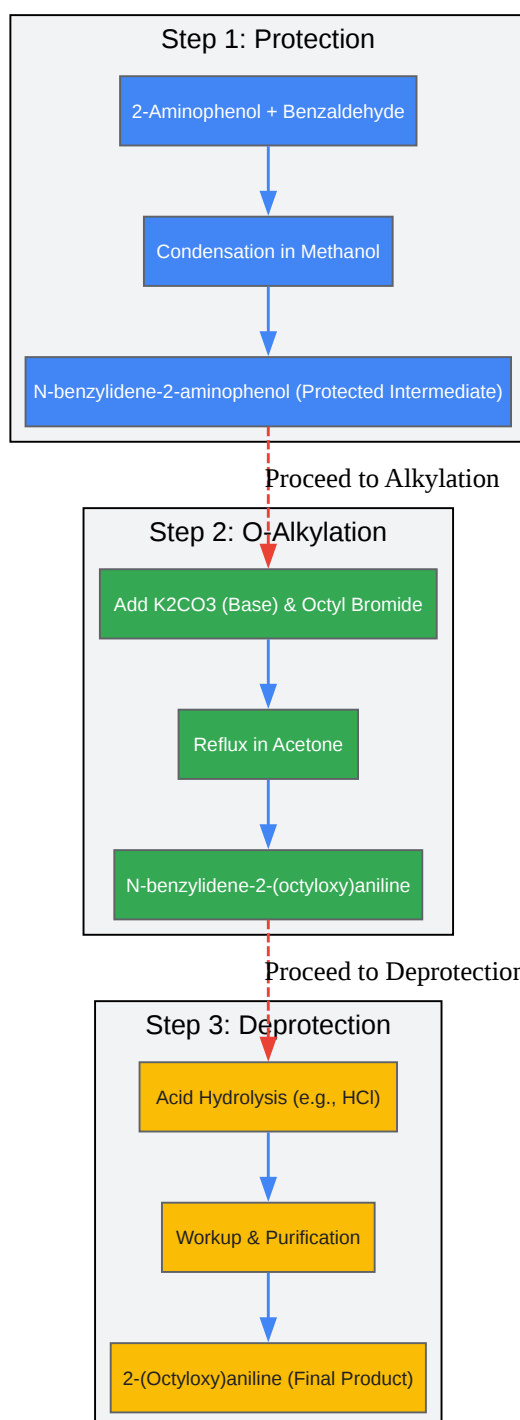 Step 1: Protection
2-Aminophenol + Benzaldehyde
Condensation in Methanol
N-benzylidene-2-aminophenol (Protected Intermediate)
Proceed to Alkylation
Step 2: O-Alkylation
Add K2CO3 (Base) & Octyl Bromide
Reflux in Acetone
N-benzylidene-2-(octyloxy)aniline
Proceed to Deprotection
Step 3: Deprotection
Acid Hydrolysis (e.g., HCl)
Workup & Purification
2-(Octyloxy)aniline (Final Product)